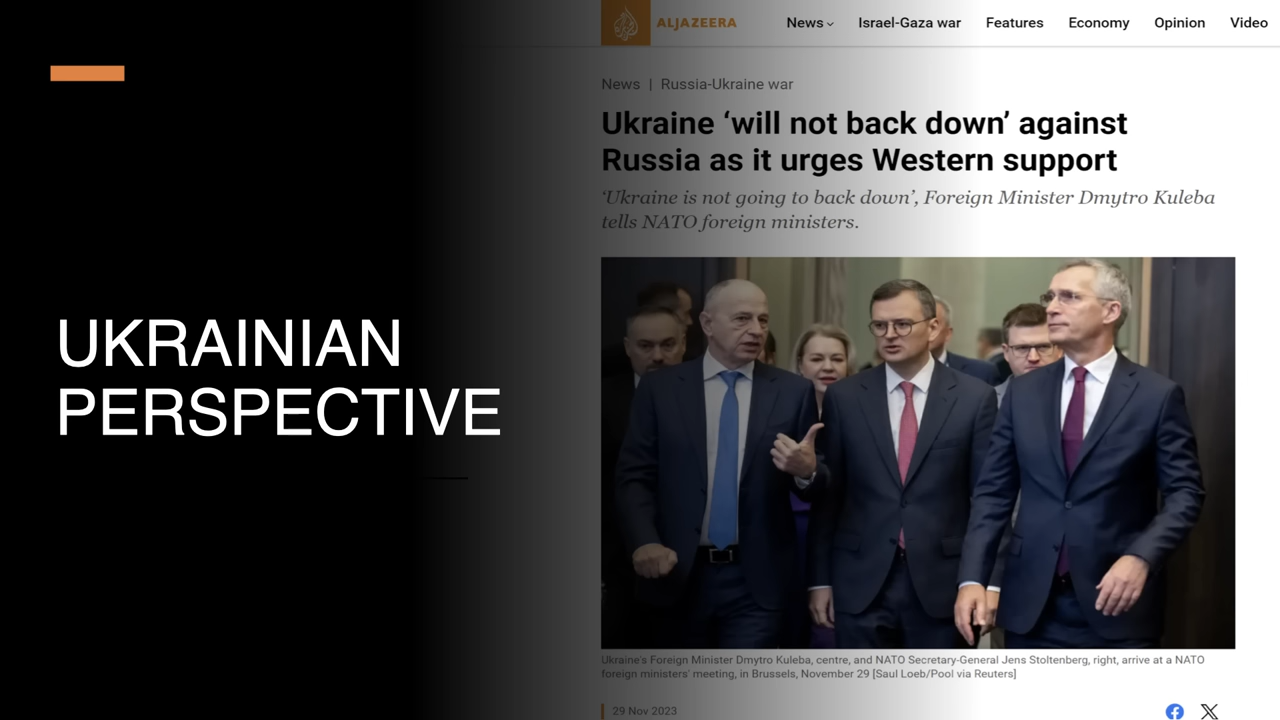 UKRAINIAN
PERSPECTIVE
ALJAZEERA
News Israel-Gaza war Features Economy Opinion Video
News | Russia-Ukraine war
Ukraine ‘will not back down’ against
Russia as it urges Western support
‘Ukraine is not going to back down’, Foreign Minister Dmytro Kuleba
tells NATO foreign ministers.
Ukraine's Foreign Minister Dmytro Kuleba, centre, and NATO Secretary-General Jens Stoltenberg, right, arrive at a NATO
foreign ministers' meeting, in Brussels, November 29 [Saul Loeb/Pool via Reuters]
29 Nov 2023